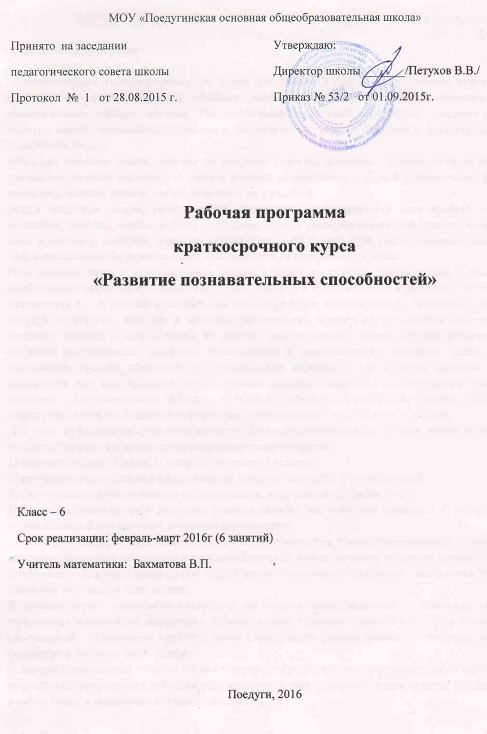 МОУ «Поедугинская основная общеобразовательная школа»
Принято на заседании
педагогического совета школы
Протокол № 1 от 28.08.2015 г.
Утверждаю:
Директор школы /Петухов В.В./
Приказ № 53/2 от 01.09.2015г.
Рабочая программа
краткосрочного курса
«Развитие познавательных способностей»
Класс – 6
Срок реализации: февраль-март 2016г (6 занятий)
Учитель математики: Бахматова В.П.
Поедуги, 2016